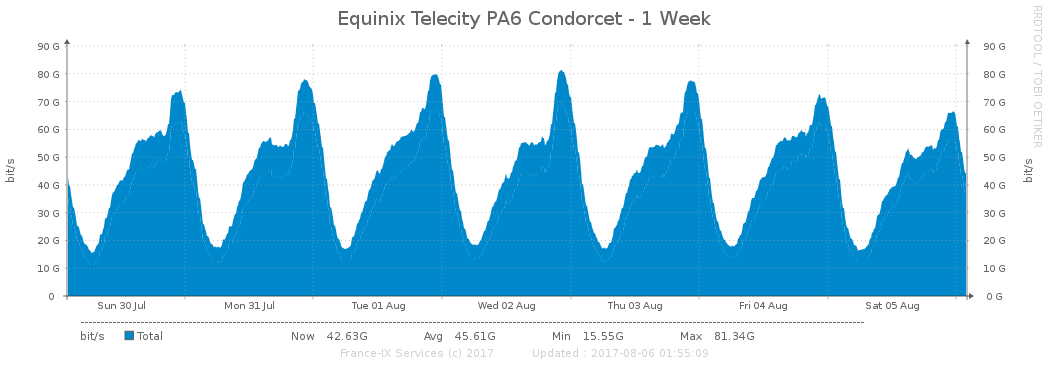 Equinix Telecity PA6 Condorcet - 1 Week
RRDTOOL / TOBI OETIKER
90 G 90 G
80 G 80 G
70 G 70 G
60 G 60 G
50 G 50 G
40 G 40 G
30 G 30 G
20 G 20 G
10 G 10 G
0 0 G
bit/s bit/s
Sun 30 Jul Mon 31 Jul Tue 01 Aug Wed 02 Aug Thu 03 Aug Fri 04 Aug Sat 05 Aug
bit/s Total Now 42.63G Avg 45.61G Min 15.55G Max 81.34G
France-IX Services (c) 2017 Updated : 2017-08-06 01:55:09